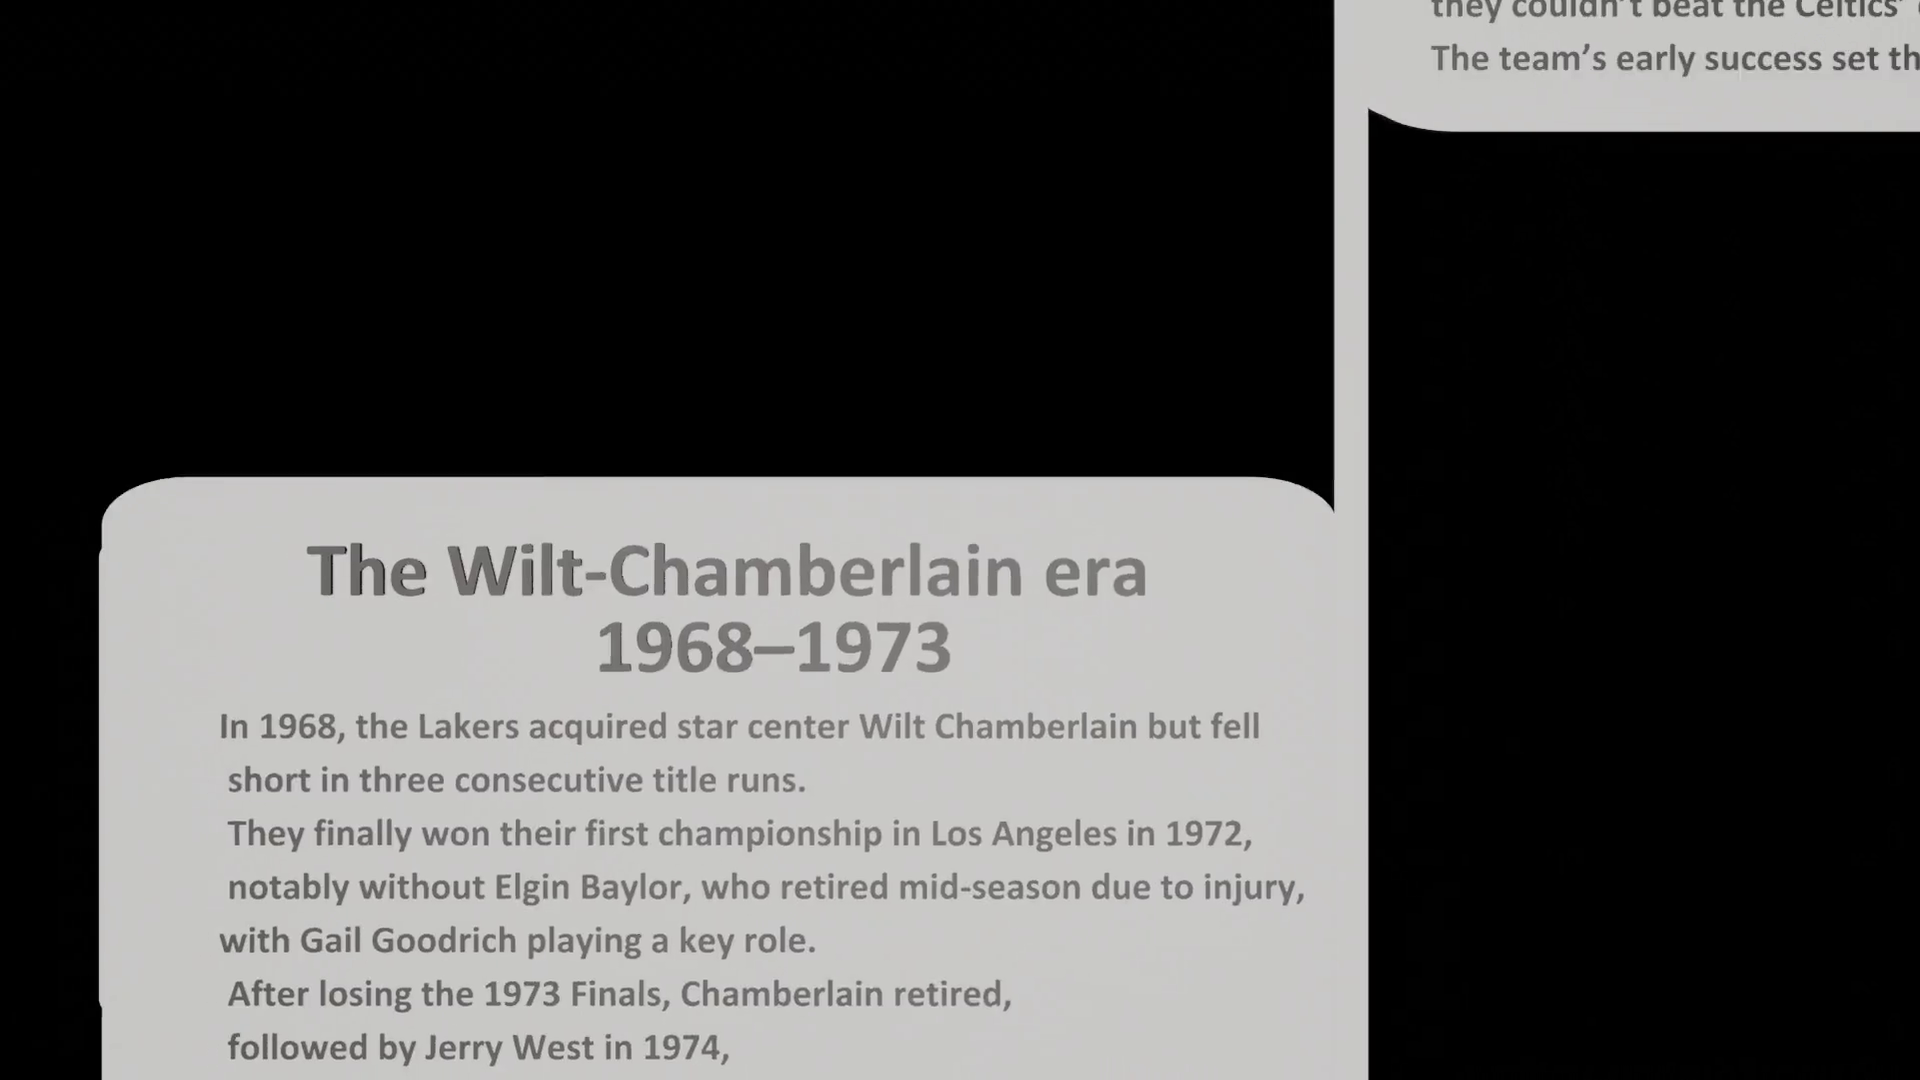 they couldn't beat the Celtics'
The team's early success set th
The Wilt-Chamberlain era
1968–1973
In 1968, the Lakers acquired star center Wilt Chamberlain but fell
short in three consecutive title runs.
They finally won their first championship in Los Angeles in 1972,
notably without Elgin Baylor, who retired mid-season due to injury,
with Gail Goodrich playing a key role.
After losing the 1973 Finals, Chamberlain retired,
followed by Jerry West in 1974,